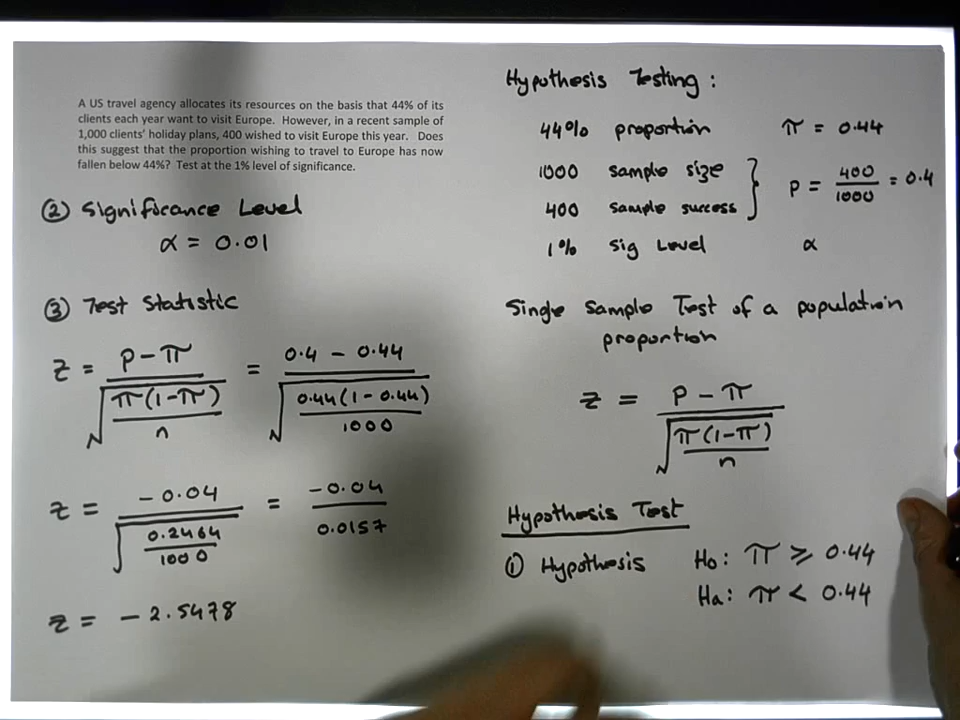 A US travel agency allocates its resources on the basis that 44% of its
clients each year want to visit Europe. However, in a recent sample of
1,000 clients' holiday plans, 400 wished to visit Europe this year. Does
this suggest that the proportion wishing to travel to Europe has now
fallen below 44%? Test at the 1% level of significance.
② Significance Level
α = 0.01
③ Test Statistic
z = (p - π) / √(π(1-π) / n) = (0.4 - 0.44) / √(0.44(1 - 0.44) / 1000)
z = -0.04 / √(0.2464 / 1000) = -0.04 / 0.0157
z = -2.5478
Hypothesis Testing:
44% proportion π = 0.44
1000 sample size
400 sample success } p = 400 / 1000 = 0.4
1% Sig Level α
Single Sample Test of a population
proportion
z = (p - π) / √(π(1-π) / n)
Hypothesis Test
① Hypothesis Ho: π ≥ 0.44
Ha: π < 0.44